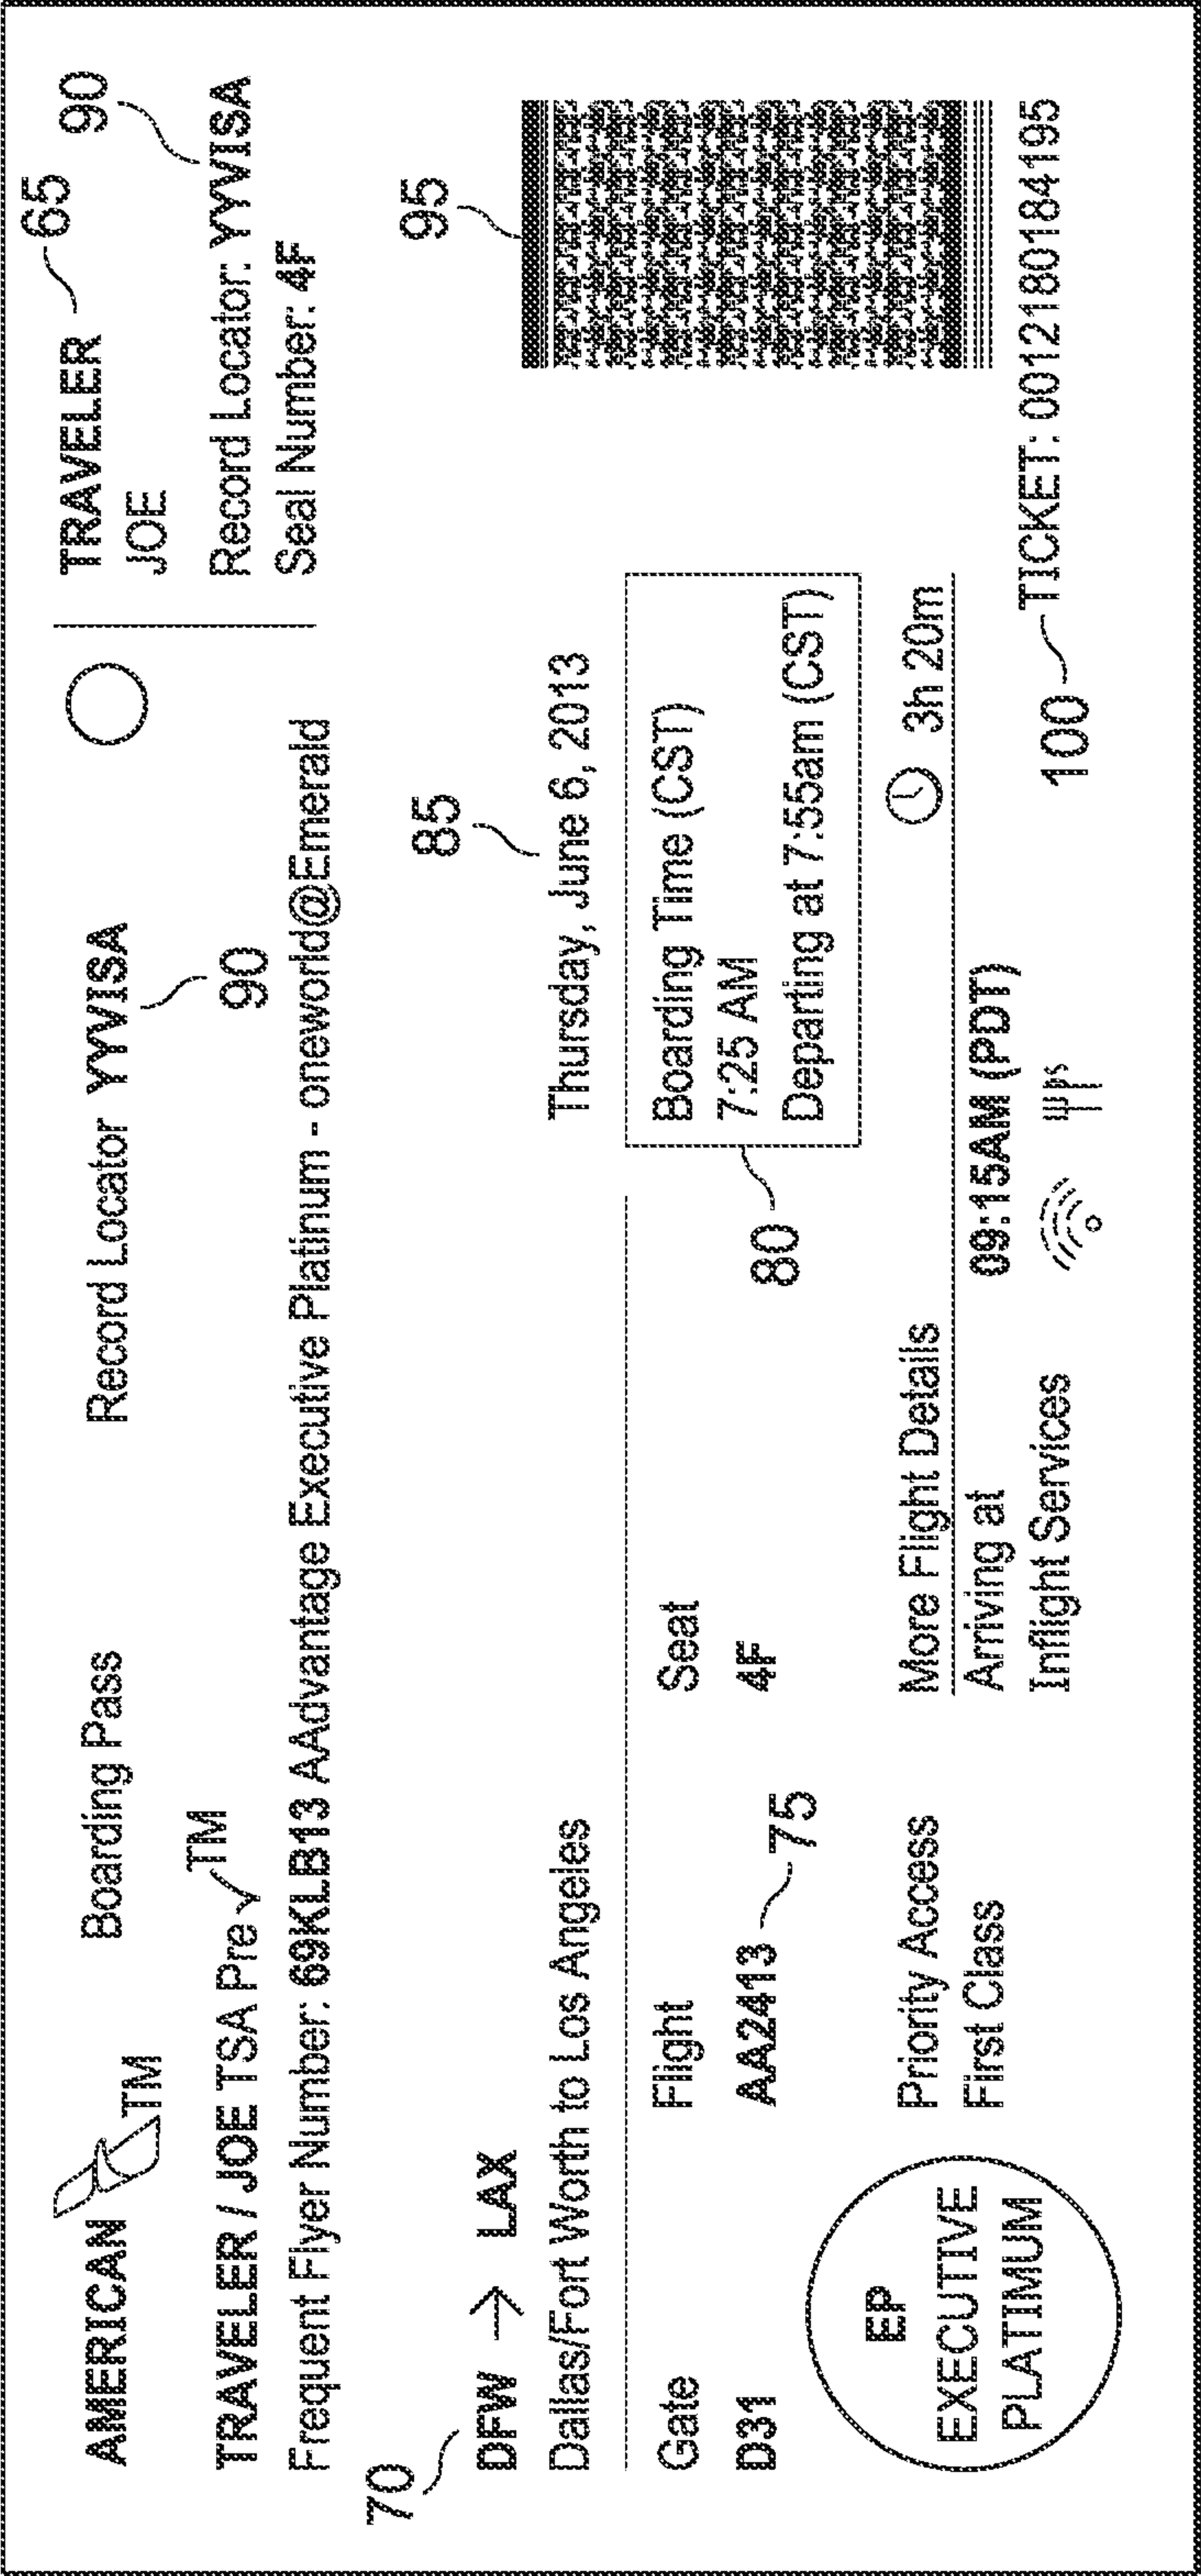 AMERICAN TM Boarding Pass Record Locator YYVISA
90
TRAVELER / JOE TSA Pre TM
Frequent Flyer Number: 69KLB13 AAdvantage Executive Platinum - oneworld@Emerald
TRAVELER 65
JOE
90
Record Locator: YYVISA
Seal Number: 4F
70
DFW → LAX
Dallas/Fort Worth to Los Angeles
85
Thursday, June 6, 2013
95
Gate Flight Seat
D31 AA2413 4F
75
Boarding Time (CST)
7:25 AM
Departing at 7:55am (CST)
80
EP
EXECUTIVE
PLATIMUM
Priority Access
First Class
More Flight Details 3h 20m
Arriving at 09:15AM (PDT)
Inflight Services
100 TICKET: 0012180184195